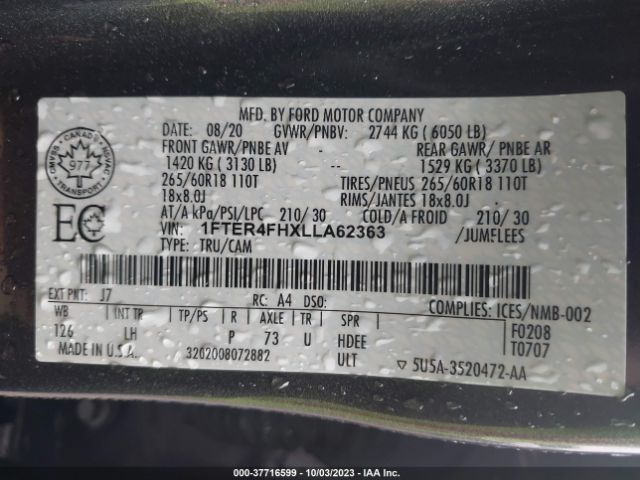 MFD. BY FORD MOTOR COMPANY
DATE: 08/20 GVWR/PNBV: 2744 KG ( 6050 LB)
FRONT GAWR/PNBE AV - REAR GAWR/ PNBE AR
1420 KG ( 3130 LB) -- 1529 KG ( 3370 LB)
265/60R18 110T TIRES/PNEUS 265/60R18 110T
18x8.0J RIMS/JANTES 18x8.0J
AT/A kPa/PSI/LPC 210/ 30 COLD/A FROID 210/ 30
VIN: 1FTER4FHXLLA62363
TYPE: TRU/CAM /JUMFLEES
CANADA
977
TRANSPORT
EC
EXT PNT: J7 RC: A4 DSO: COMPLIES: ICES/NMB-002
WB INT TR TP/PS R AXLE TR SPR F0208
126 LH P 73 U HDEE T0707
MADE IN U.S.A. 3262008072882 ULT ▽ 5U5A-3520472-AA
000-37716599 - 10/03/2023 - IAA Inc.